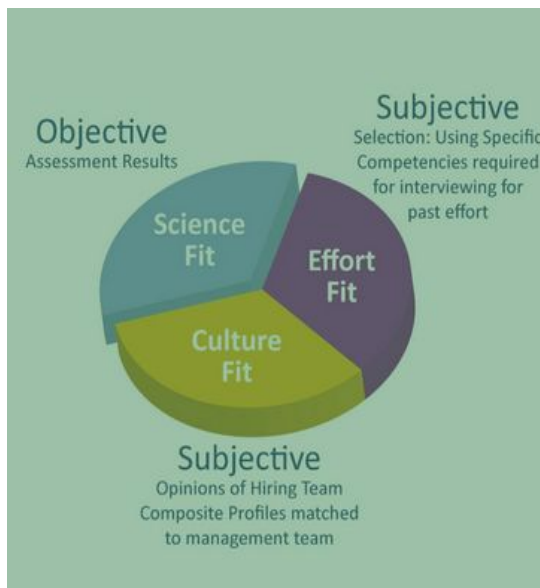 Objective
Assessment Results
Subjective
Selection: Using Specific
Competencies required
for interviewing for
past effort
Science
Fit
Effort
Fit
Culture
Fit
Subjective
Opinions of Hiring Team
Composite Profiles matched
to management team